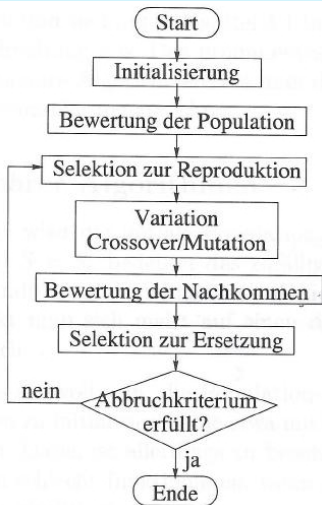 Start
Initialisierung
Bewertung der Population
Selektion zur Reproduktion
Variation
Crossover/Mutation
Bewertung der Nachkommen
Selektion zur Ersetzung
nein
Abbruchkriterium
erfüllt?
ja
Ende